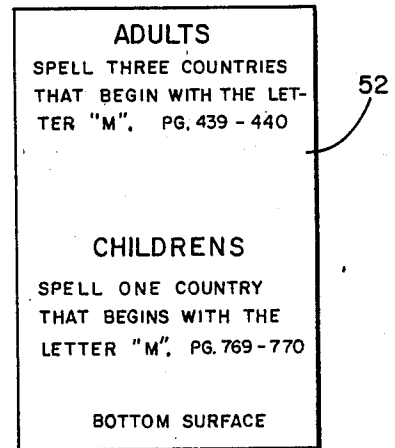 ADULTS
SPELL THREE COUNTRIES
THAT BEGIN WITH THE LET-
TER "M". PG. 439 - 440
52
CHILDRENS
SPELL ONE COUNTRY
THAT BEGINS WITH THE
LETTER "M". PG. 769 - 770
BOTTOM SURFACE